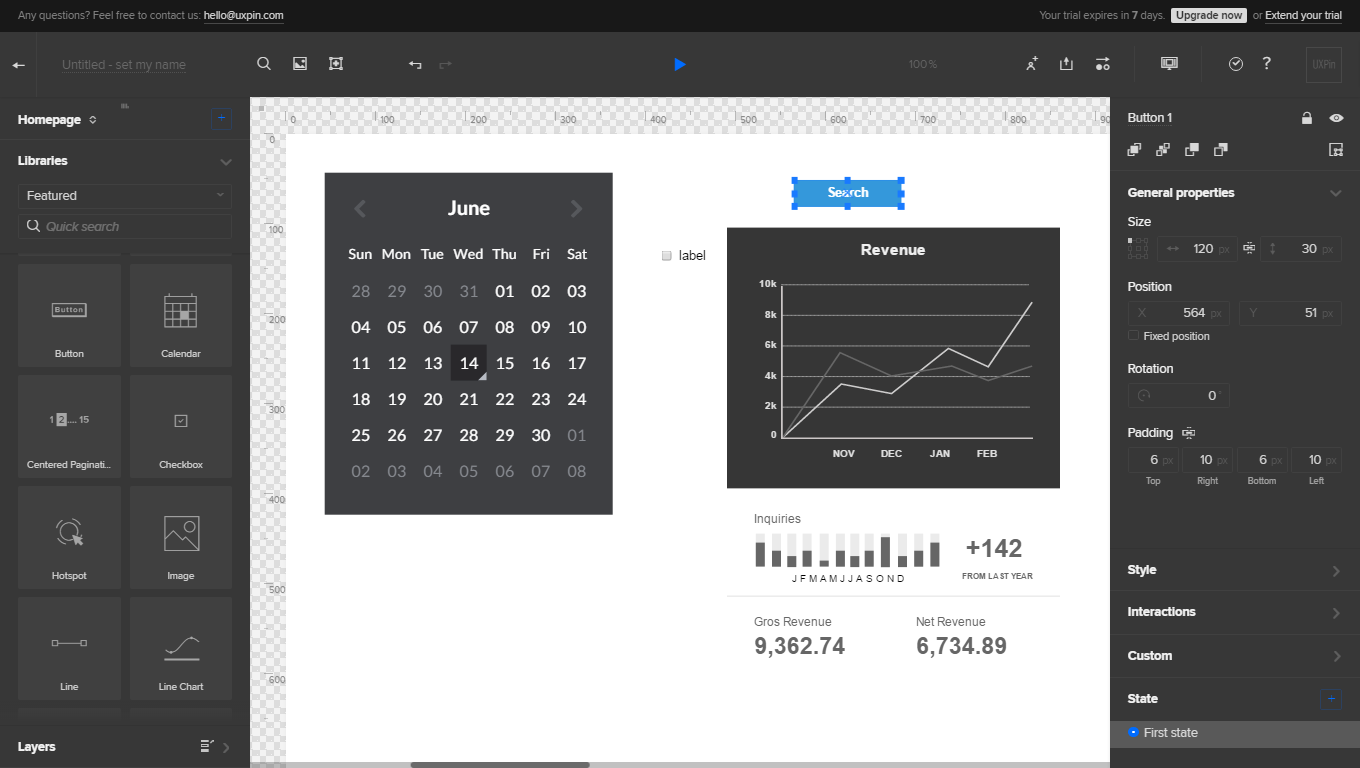 Any questions? Feel free to contact us: hello@uxpin.com
Your trial expires in 7 days. Upgrade now or Extend your trial
Untitled - set my name
100%
UXPin
Homepage
Libraries
Featured
Quick search
Button
Button
Calendar
1 2.... 15
Centered Paginati...
Checkbox
Hotspot
Image
Line
Line Chart
Layers
0 100 200 300 400 500 600 700 800 90
0
100
200
300
400
500
600
June
Sun Mon Tue Wed Thu Fri Sat
28 29 30 31 01 02 03
04 05 06 07 08 09 10
11 12 13 14 15 16 17
18 19 20 21 22 23 24
25 26 27 28 29 30 01
02 03 04 05 06 07 08
label
Search
Revenue
10k
8k
6k
4k
2k
0
NOV DEC JAN FEB
Inquiries
J F M A M J J A S O N D
+142
FROM LAST YEAR
Gros Revenue
9,362.74
Net Revenue
6,734.89
Button 1
General properties
Size
120 px
30 px
Position
X 564 px
Y 51 px
Fixed position
Rotation
0°
Padding
6 px 10 px 6 px 10 px
Top Right Bottom Left
Style
Interactions
Custom
State
First state